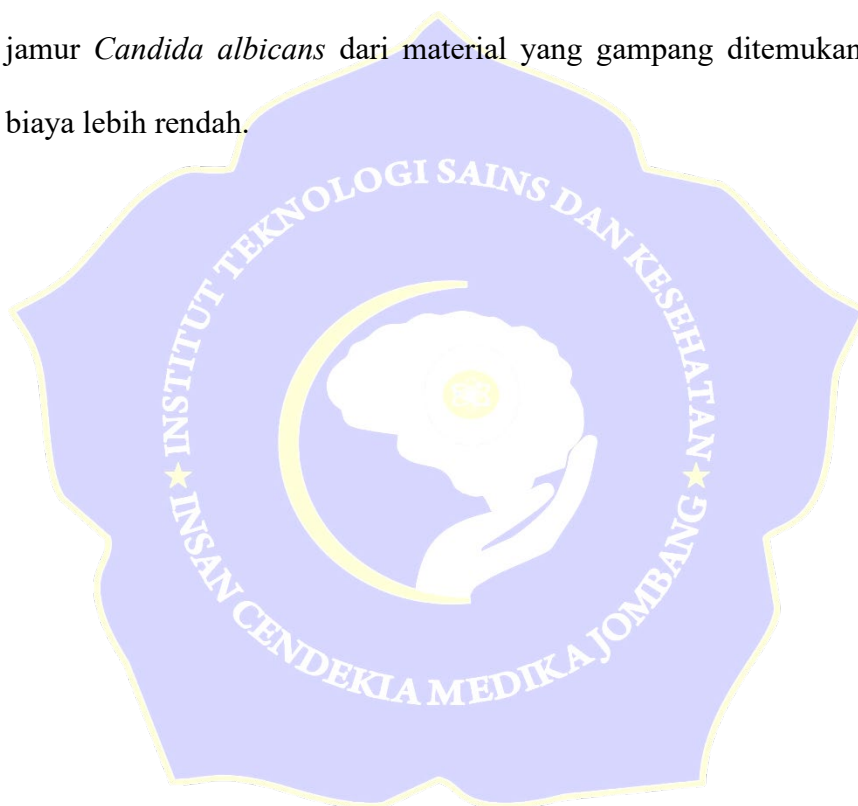 jamur Candida albicans dari material yang gampang ditemukan
biaya lebih rendah.
INSTITUT TEKNOLOGI SAINS DAN KESEHATAN
INSAN CENDEKIA MEDIKA JOMBANG